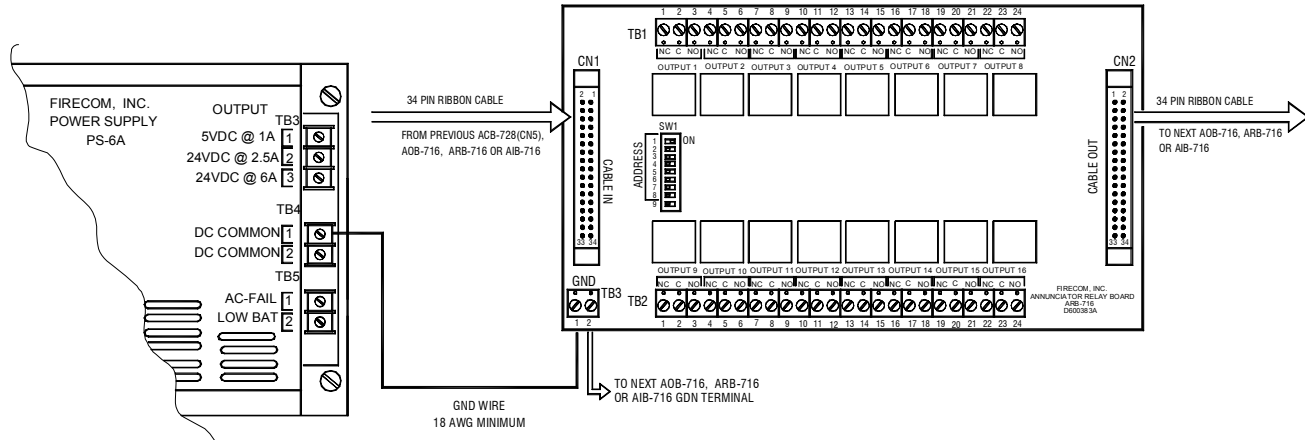 FIRECOM, INC.
POWER SUPPLY
PS-6A
OUTPUT
TB3
5VDC @ 1A 1
24VDC @ 2.5A 2
24VDC @ 6A 3
TB4
DC COMMON 1
DC COMMON 2
TB5
AC-FAIL 1
LOW BAT 2
34 PIN RIBBON CABLE
FROM PREVIOUS ACB-728(CN5),
AOB-716, ARB-716 OR AIB-716
GND WIRE
18 AWG MINIMUM
TO NEXT AOB-716, ARB-716
OR AIB-716 GDN TERMINAL
1 2 3 4 5 6 7 8 9 10 11 12 13 14 15 16 17 18 19 20 21 22 23 24
TB1
NC C NO NC C NO NC C NO NC C NO NC C NO NC C NO NC C NO NC C NO
OUTPUT 1 OUTPUT 2 OUTPUT 3 OUTPUT 4 OUTPUT 5 OUTPUT 6 OUTPUT 7 OUTPUT 8
CN1
2 1
33 34
CABLE IN
SW1
ON
ADDRESS
1
2
3
4
5
6
7
8
9
CN2
1 2
33 34
CABLE OUT
OUTPUT 9 OUTPUT 10 OUTPUT 11 OUTPUT 12 OUTPUT 13 OUTPUT 14 OUTPUT 15 OUTPUT 16
NC C NO NC C NO NC C NO NC C NO NC C NO NC C NO NC C NO NC C NO
TB2
1 2 3 4 5 6 7 8 9 10 11 12 13 14 15 16 17 18 19 20 21 22 23 24
GND
TB3
1 2
FIRECOM, INC.
ANNUNCIATOR RELAY BOARD
ARB-716
D600383A
34 PIN RIBBON CABLE
TO NEXT AOB-716, ARB-716
OR AIB-716